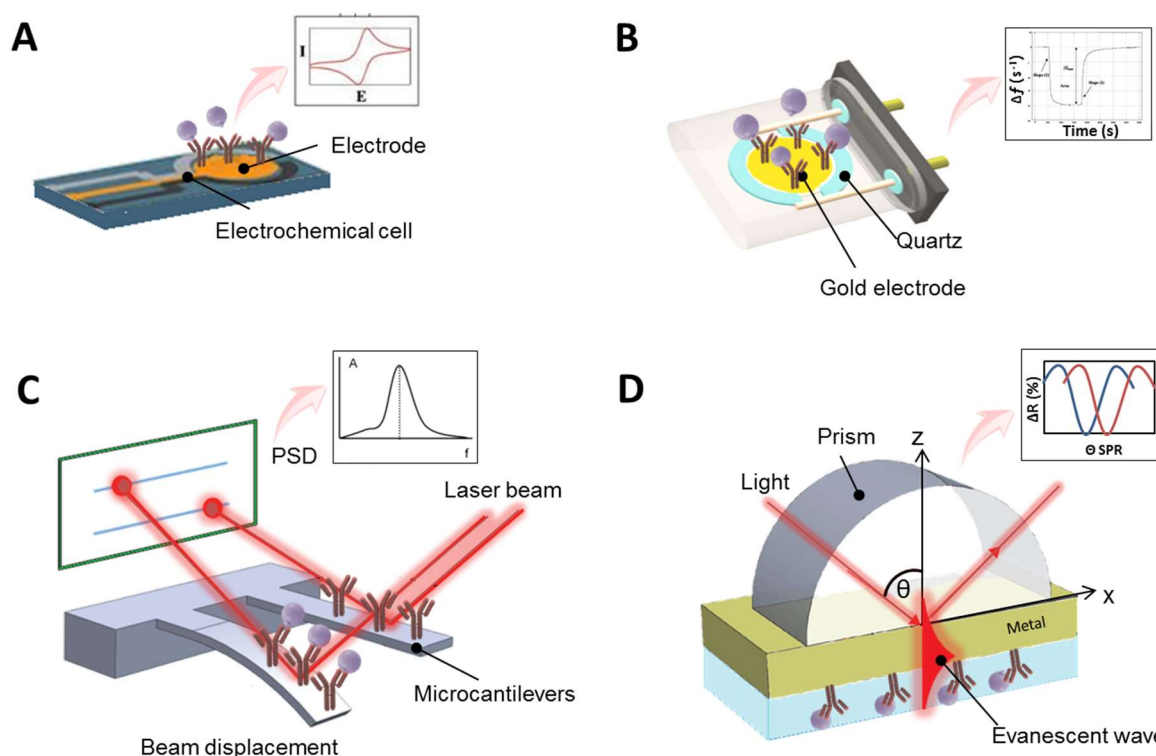 A
I
E
Electrode
Electrochemical cell
B
Δf (s⁻¹)
Time (s)
Quartz
Gold electrode
C
A
f
PSD
Laser beam
Microcantilevers
Beam displacement
D
ΔR (%)
Θ SPR
Prism
Z
Light
θ
X
Metal
Evanescent wave